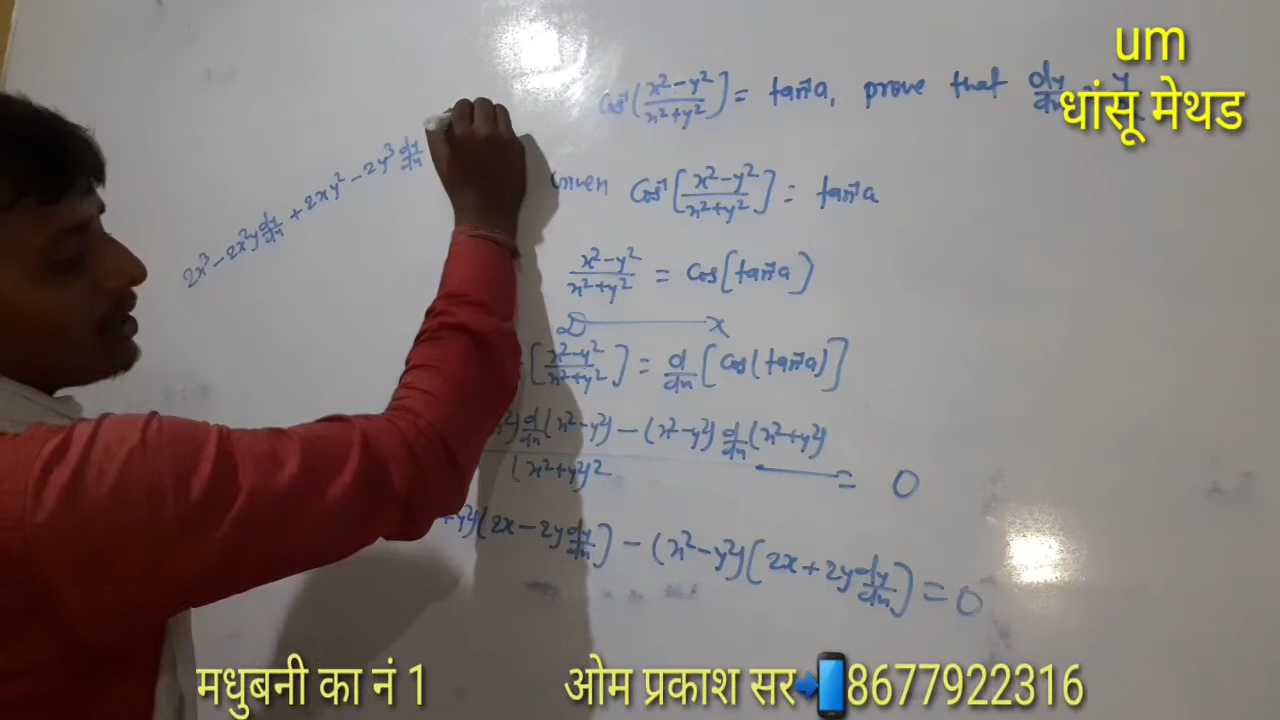 um
धांसू मेथड
cos⁻¹(x²-y²/x²+y²) = tan⁻¹a, prove that dy/dx = y/
Given cos⁻¹[x²-y²/x²+y²] = tan⁻¹a
x²-y²/x²+y² = cos[tan⁻¹a]
2x³ - 2x²y dy/dx + 2xy² - 2y³ dy/dx
[x²-y²/x²+y²] = d/dx [cos(tan⁻¹a)]
y²) d/dx (x²-y²) - (x²-y²) d/dx (x²+y²)
(x²+y²)² = 0
+y²)(2x - 2y dy/dx) - (x²-y²)(2x + 2y dy/dx) = 0
मधुबनी का नं 1
ओम प्रकाश सर 8677922316